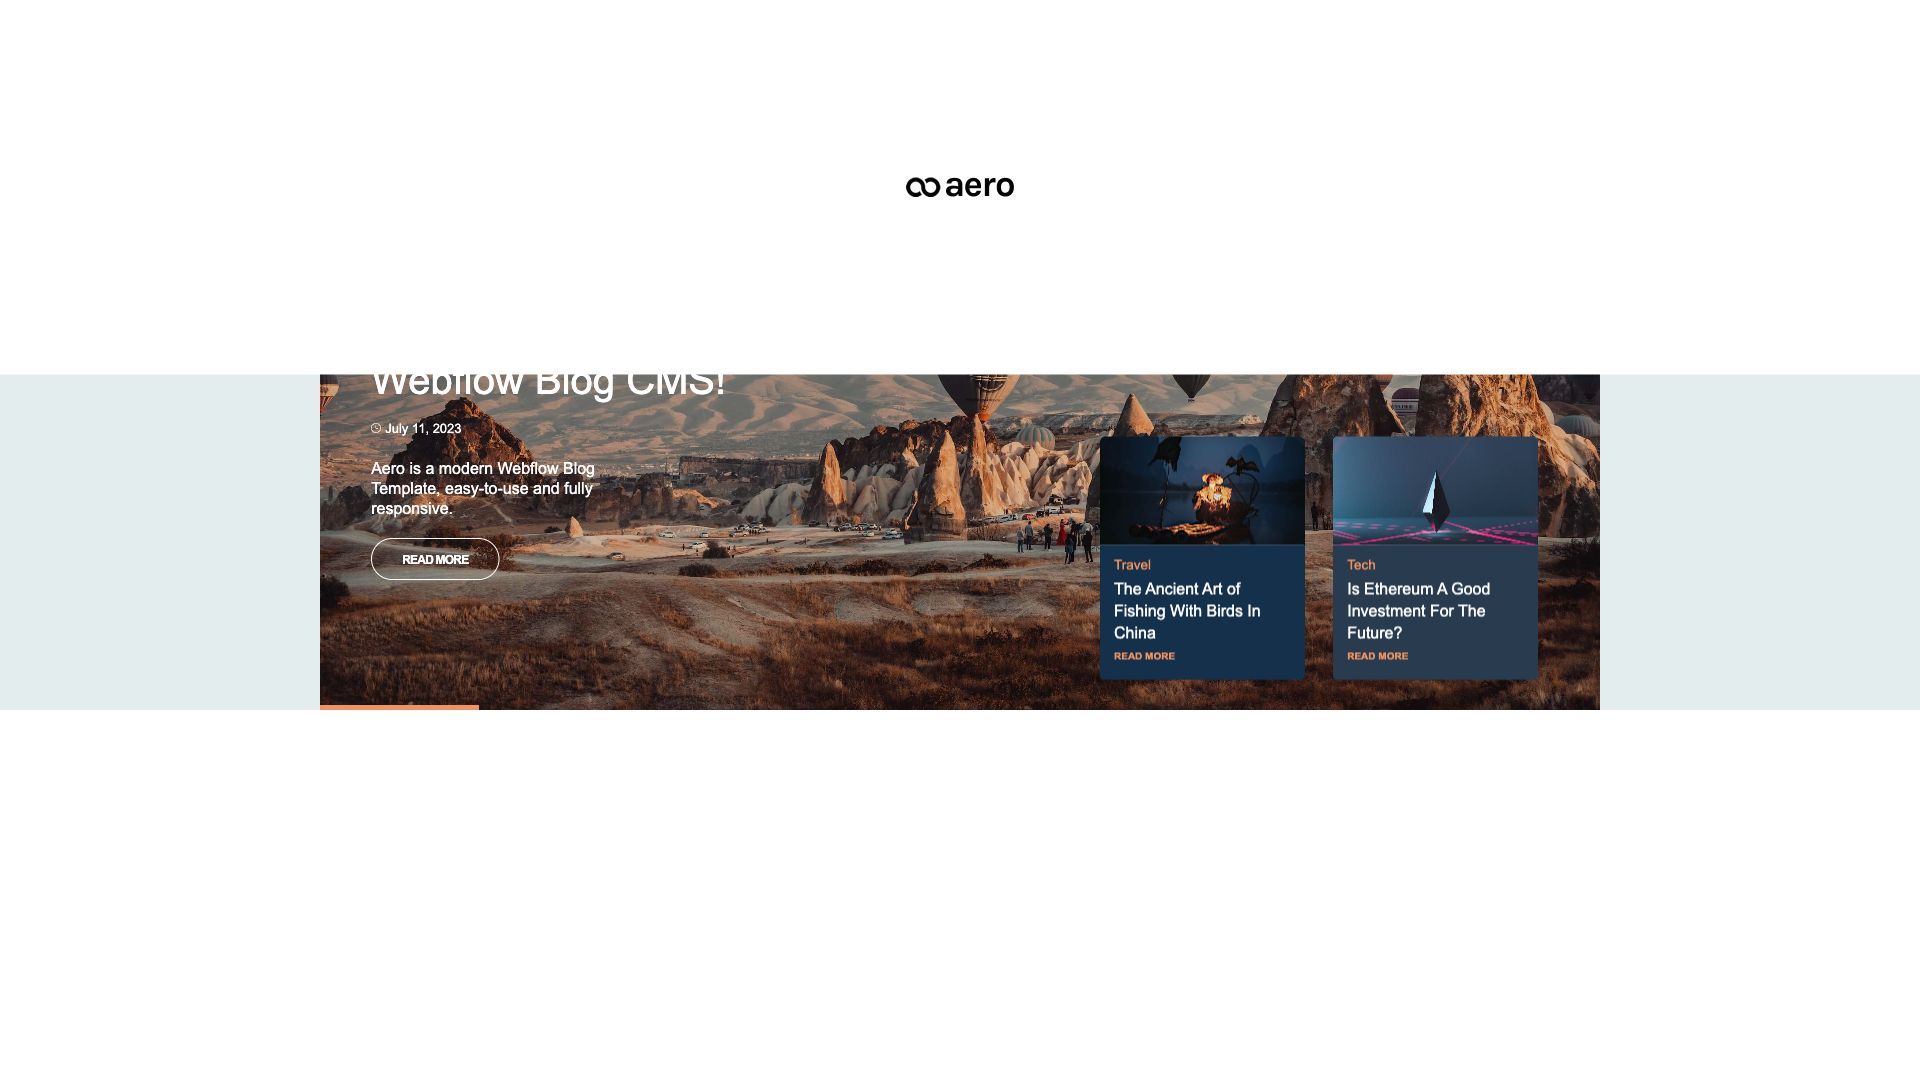 aero
Webflow Blog CMS!
July 11, 2023
Aero is a modern Webflow Blog
Template, easy-to-use and fully
responsive.
READ MORE
Travel
The Ancient Art of
Fishing With Birds In
China
READ MORE
Tech
Is Ethereum A Good
Investment For The
Future?
READ MORE